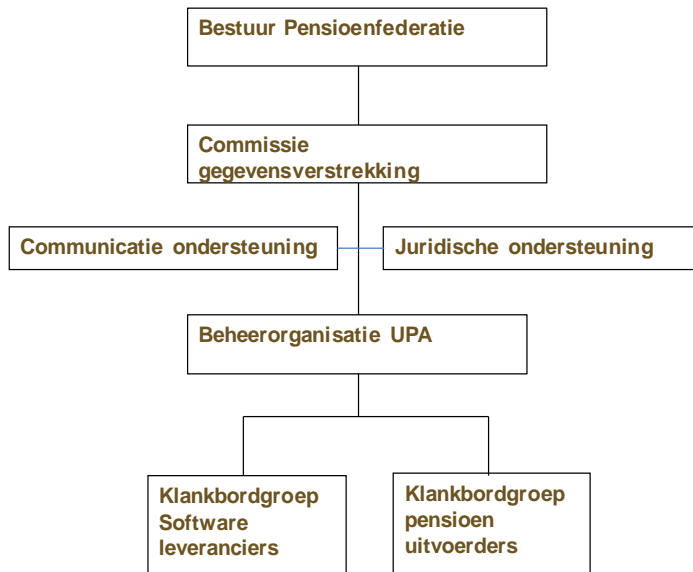 Bestuur Pensioenfederatie
Commissie
gegevensverstrekking
Communicatie ondersteuning
Juridische ondersteuning
Beheerorganisatie UPA
Klankbordgroep
Software
leveranciers
Klankbordgroep
pensioen
uitvoerders